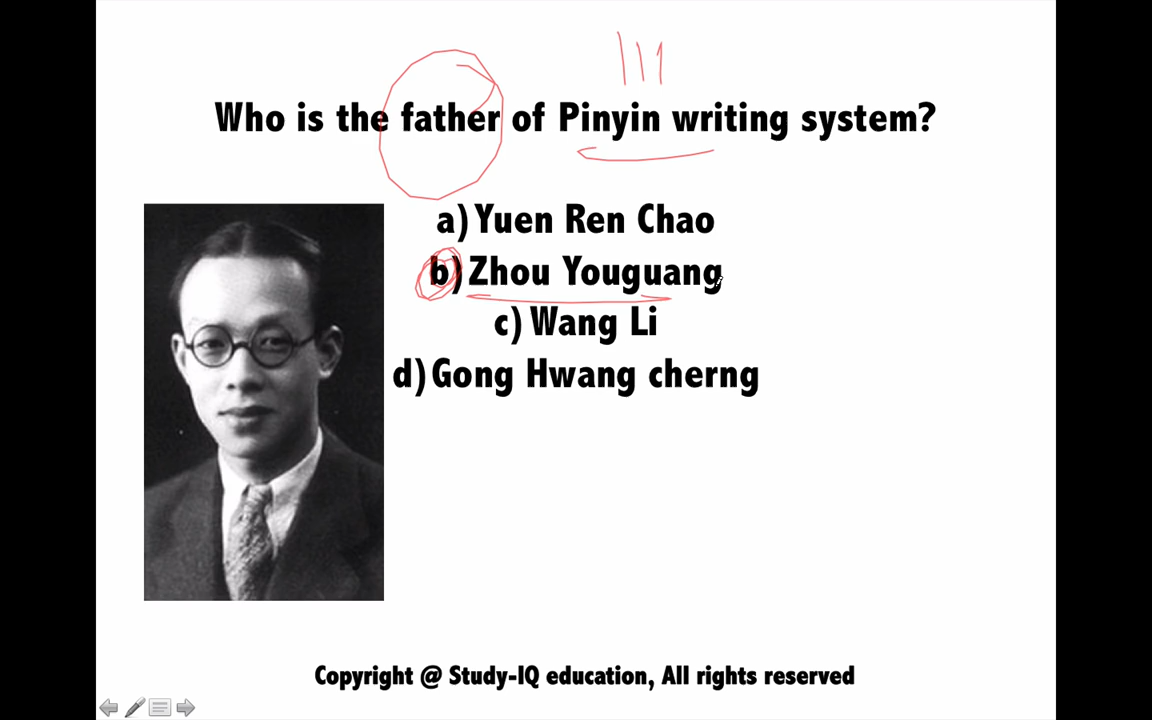 Who is the father of Pinyin writing system?
a) Yuen Ren Chao
b) Zhou Youguang
c) Wang Li
d) Gong Hwang cherng
Copyright @ Study-IQ education, All rights reserved